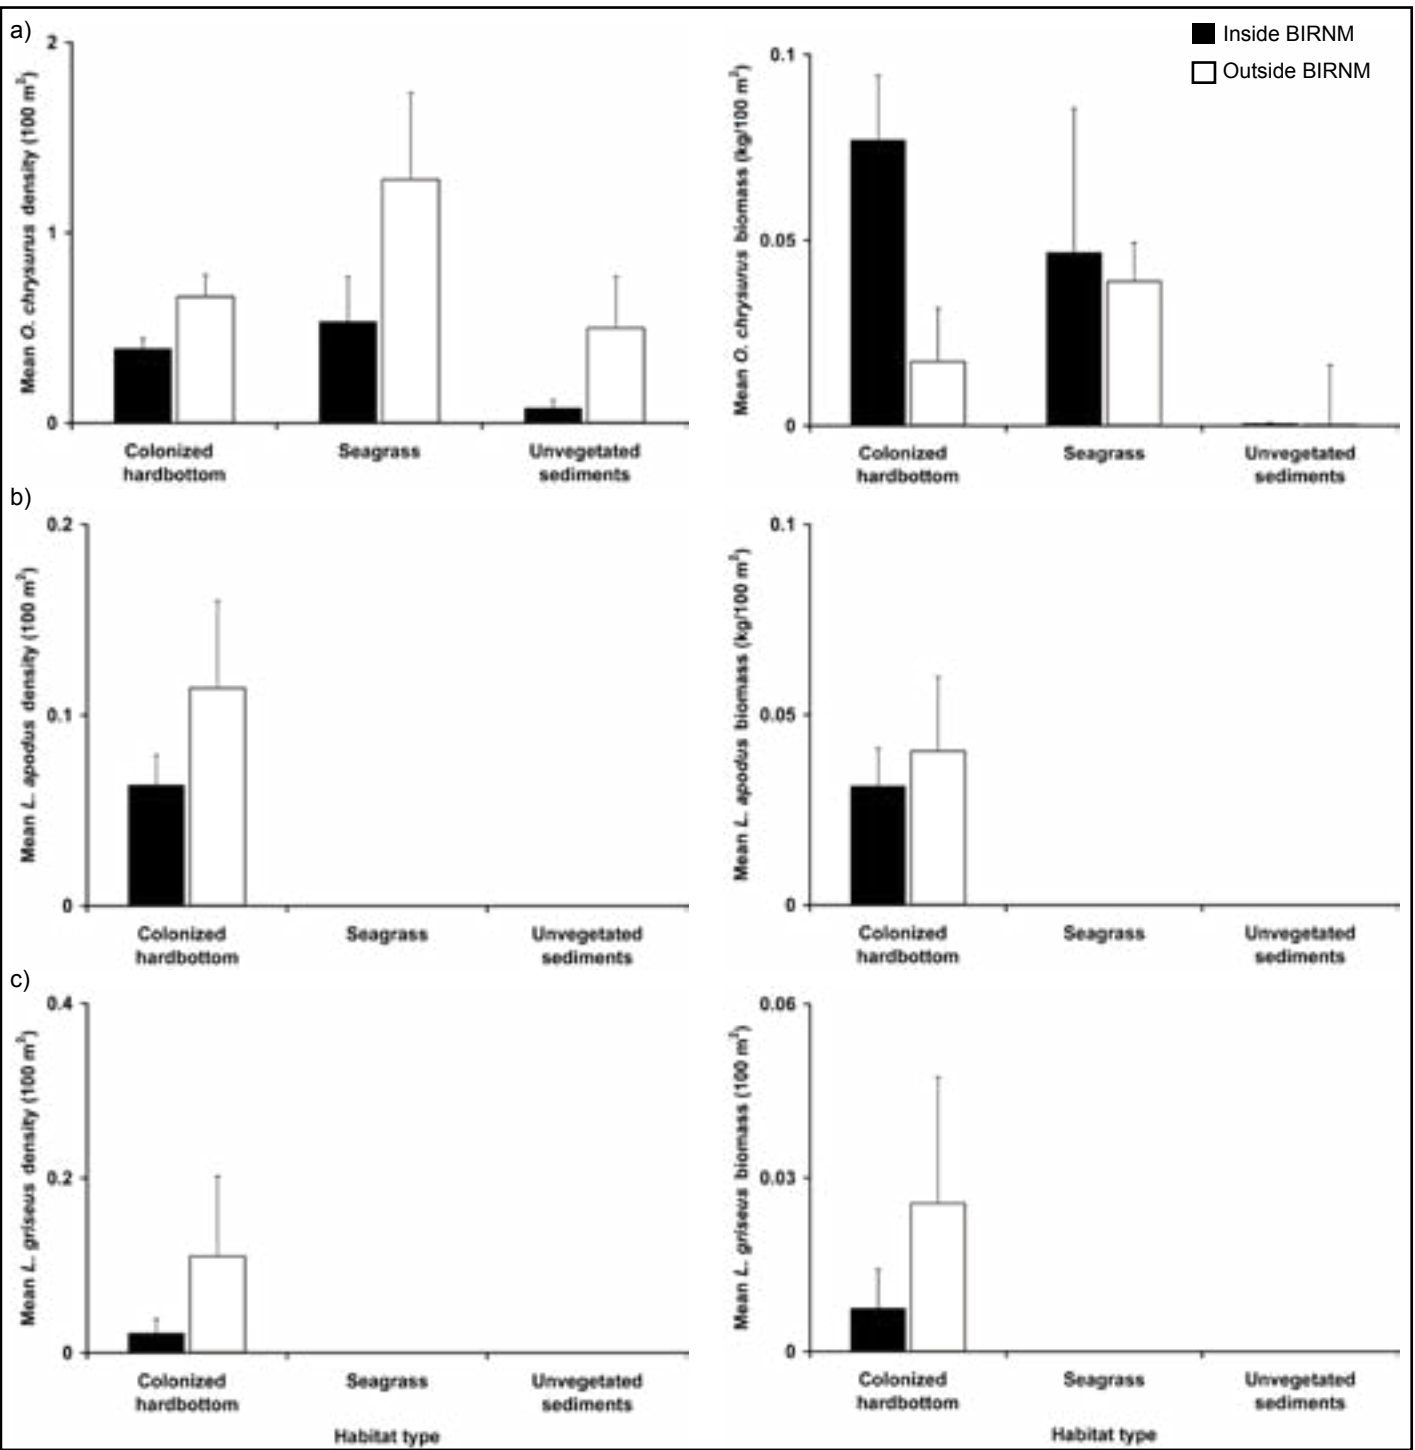 a)
Inside BIRNM
Outside BIRNM
Mean O. chrysurus density (100 m²)
2
1
0
Colonized
hardbottom
Seagrass
Unvegetated
sediments
Mean O. chrysurus biomass (kg/100 m²)
0.1
0.05
0
Colonized
hardbottom
Seagrass
Unvegetated
sediments
b)
Mean L. apodus density (100 m²)
0.2
0.1
0
Colonized
hardbottom
Seagrass
Unvegetated
sediments
Mean L. apodus biomass (kg/100 m²)
0.1
0.05
0
Colonized
hardbottom
Seagrass
Unvegetated
sediments
c)
Mean L. griseus density (100 m²)
0.4
0.2
0
Colonized
hardbottom
Seagrass
Unvegetated
sediments
Habitat type
Mean L. griseus biomass (100 m²)
0.06
0.03
0
Colonized
hardbottom
Seagrass
Unvegetated
sediments
Habitat type